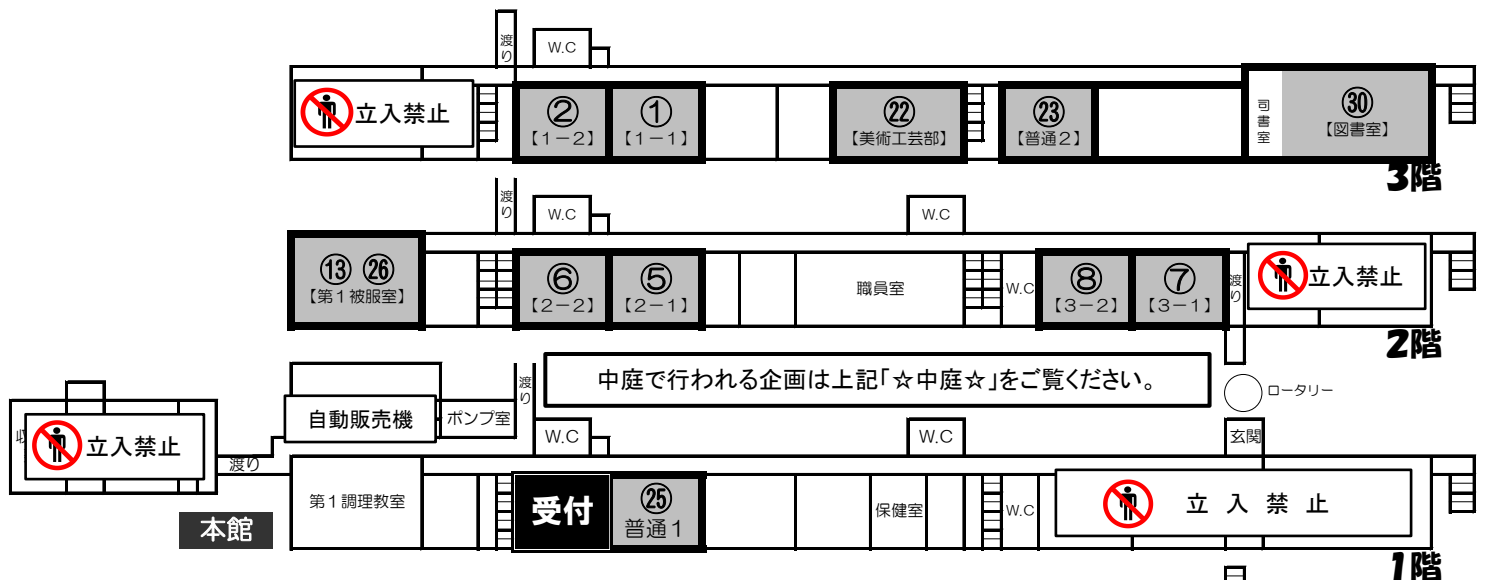 渡り
W.C
立入禁止
② ① ㉒ ㉓ 司書室 ㉚
【1－2】 【1－1】 【美術工芸部】 【普通2】 【図書室】
3階
渡り
W.C W.C
⑬ ㉖ ⑥ ⑤ 職員室 W.C ⑧ ⑦ 渡り 立入禁止
【第1被服室】 【2－2】 【2－1】 【3－2】 【3－1】
2階
中庭で行われる企画は上記「☆中庭☆」をご覧ください。
渡り
ロータリー
自動販売機 ポンプ室
立入禁止
W.C W.C 玄関
渡り
第1調理教室 受付 ㉕ 保健室 W.C 立入禁止
普通1
本館
1階